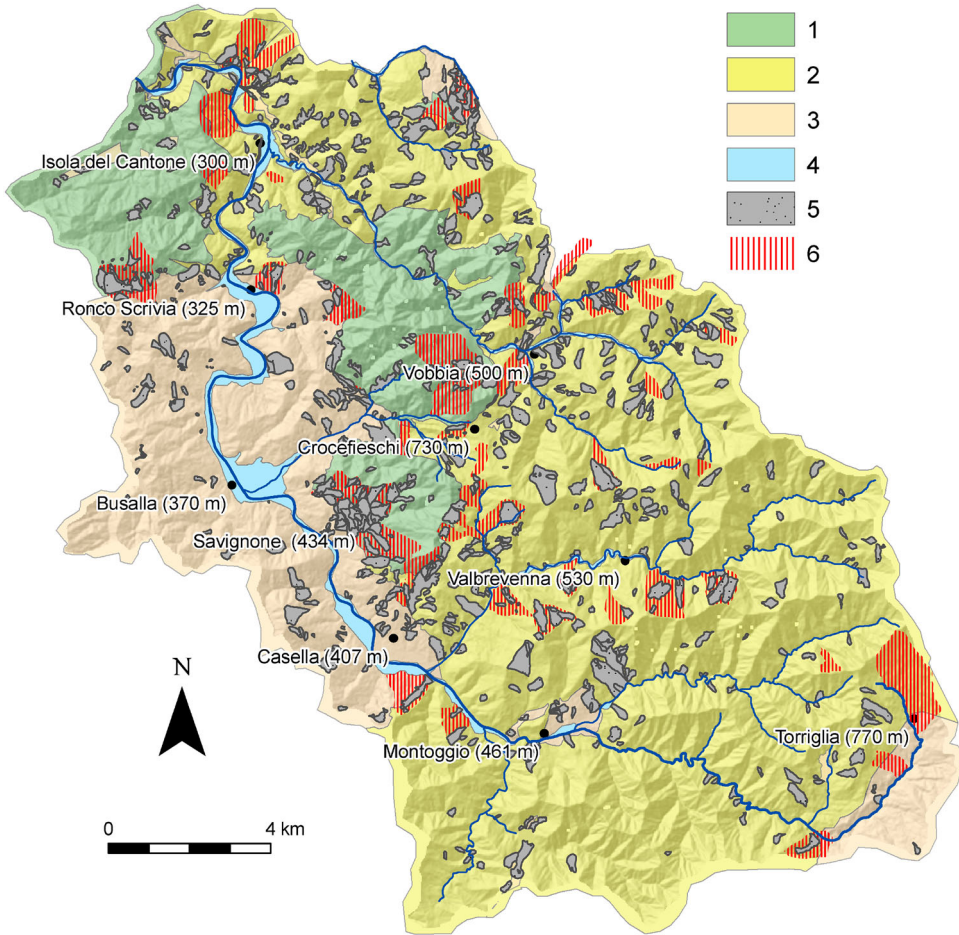 1
2
3
4
5
6
Isola del Cantone (300 m)
Ronco Scrivia (325 m)
Vobbia (500 m)
Crocefieschi (730 m)
Busalla (370 m)
Savignone (434 m)
Valbrevenna (530 m)
Casella (407 m)
Montoggio (461 m)
Torriglia (770 m)
N
0 4 km